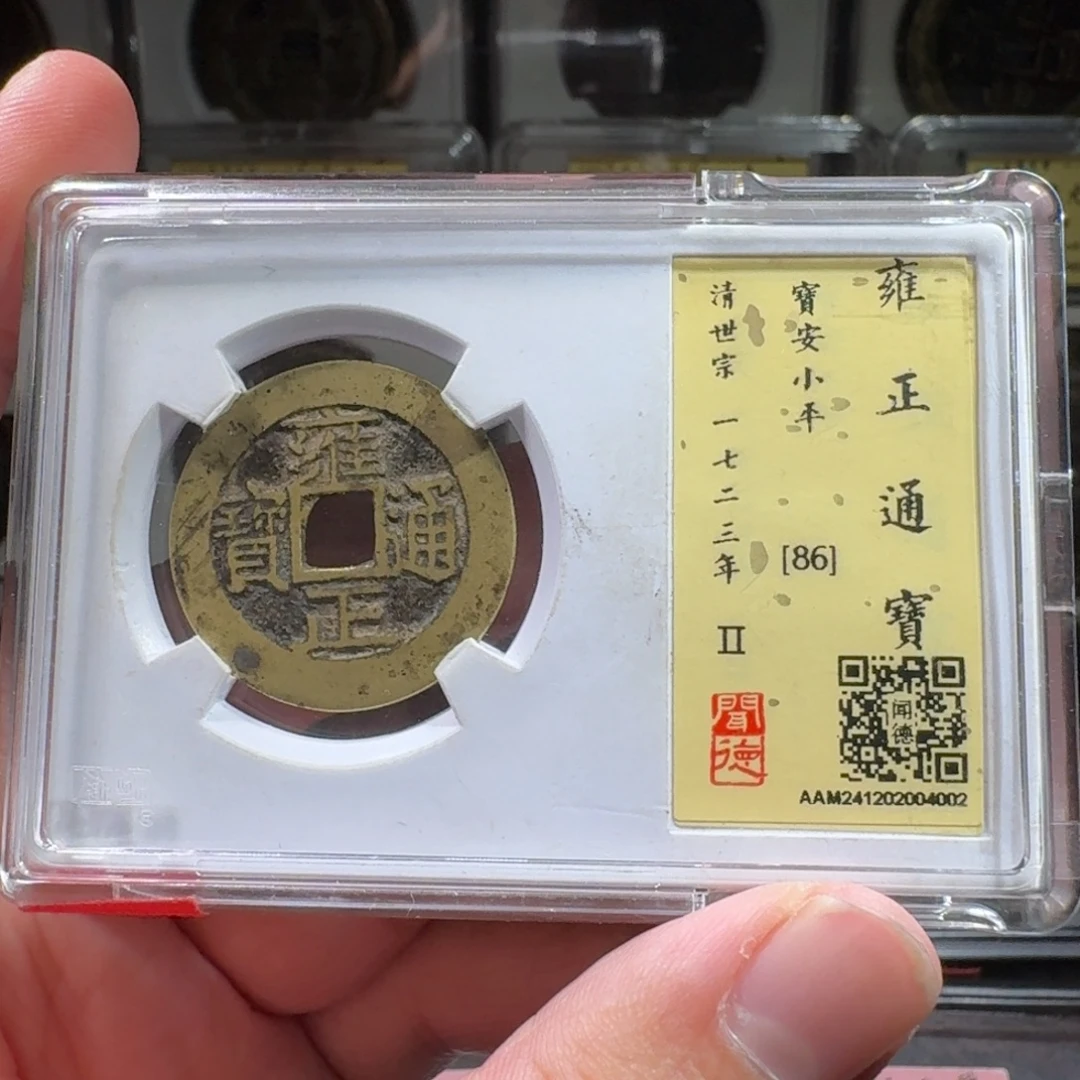 雍正通寶
雍正通寶
寶安小平
[86]
清世宗 一七二三年 II
聞德
闻德
AAM241202004002